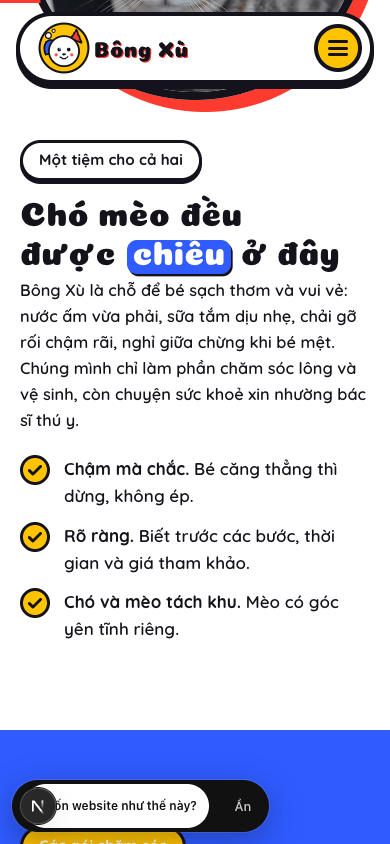 Bông Xù
Một tiệm cho cả hai
Chó mèo đều
được chiều ở đây
Bông Xù là chỗ để bé sạch thơm và vui vẻ:
nước ấm vừa phải, sữa tắm dịu nhẹ, chải gỡ
rối chậm rãi, nghỉ giữa chừng khi bé mệt.
Chúng mình chỉ làm phần chăm sóc lông và
vệ sinh, còn chuyện sức khoẻ xin nhường bác
sĩ thú y.
Chậm mà chắc. Bé căng thẳng thì
dừng, không ép.
Rõ ràng. Biết trước các bước, thời
gian và giá tham khảo.
Chó và mèo tách khu. Mèo có góc
yên tĩnh riêng.
website như thế này?
Ẩn
Các gói chăm sóc